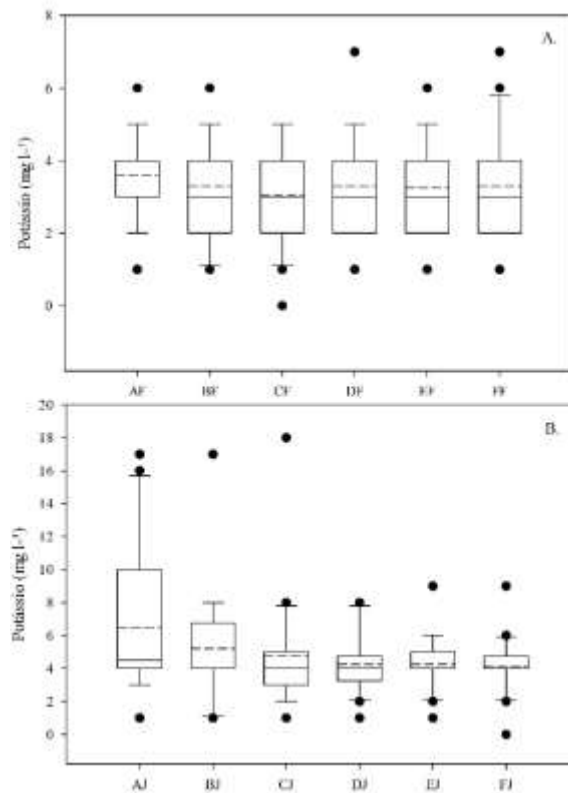 A.
Potássio (mg l-¹)
8
6
4
2
0
AF BF CF DF EF FF
B.
Potássio (mg l-¹)
20
18
16
14
12
10
8
6
4
2
0
AJ BJ CJ DJ EJ FJ